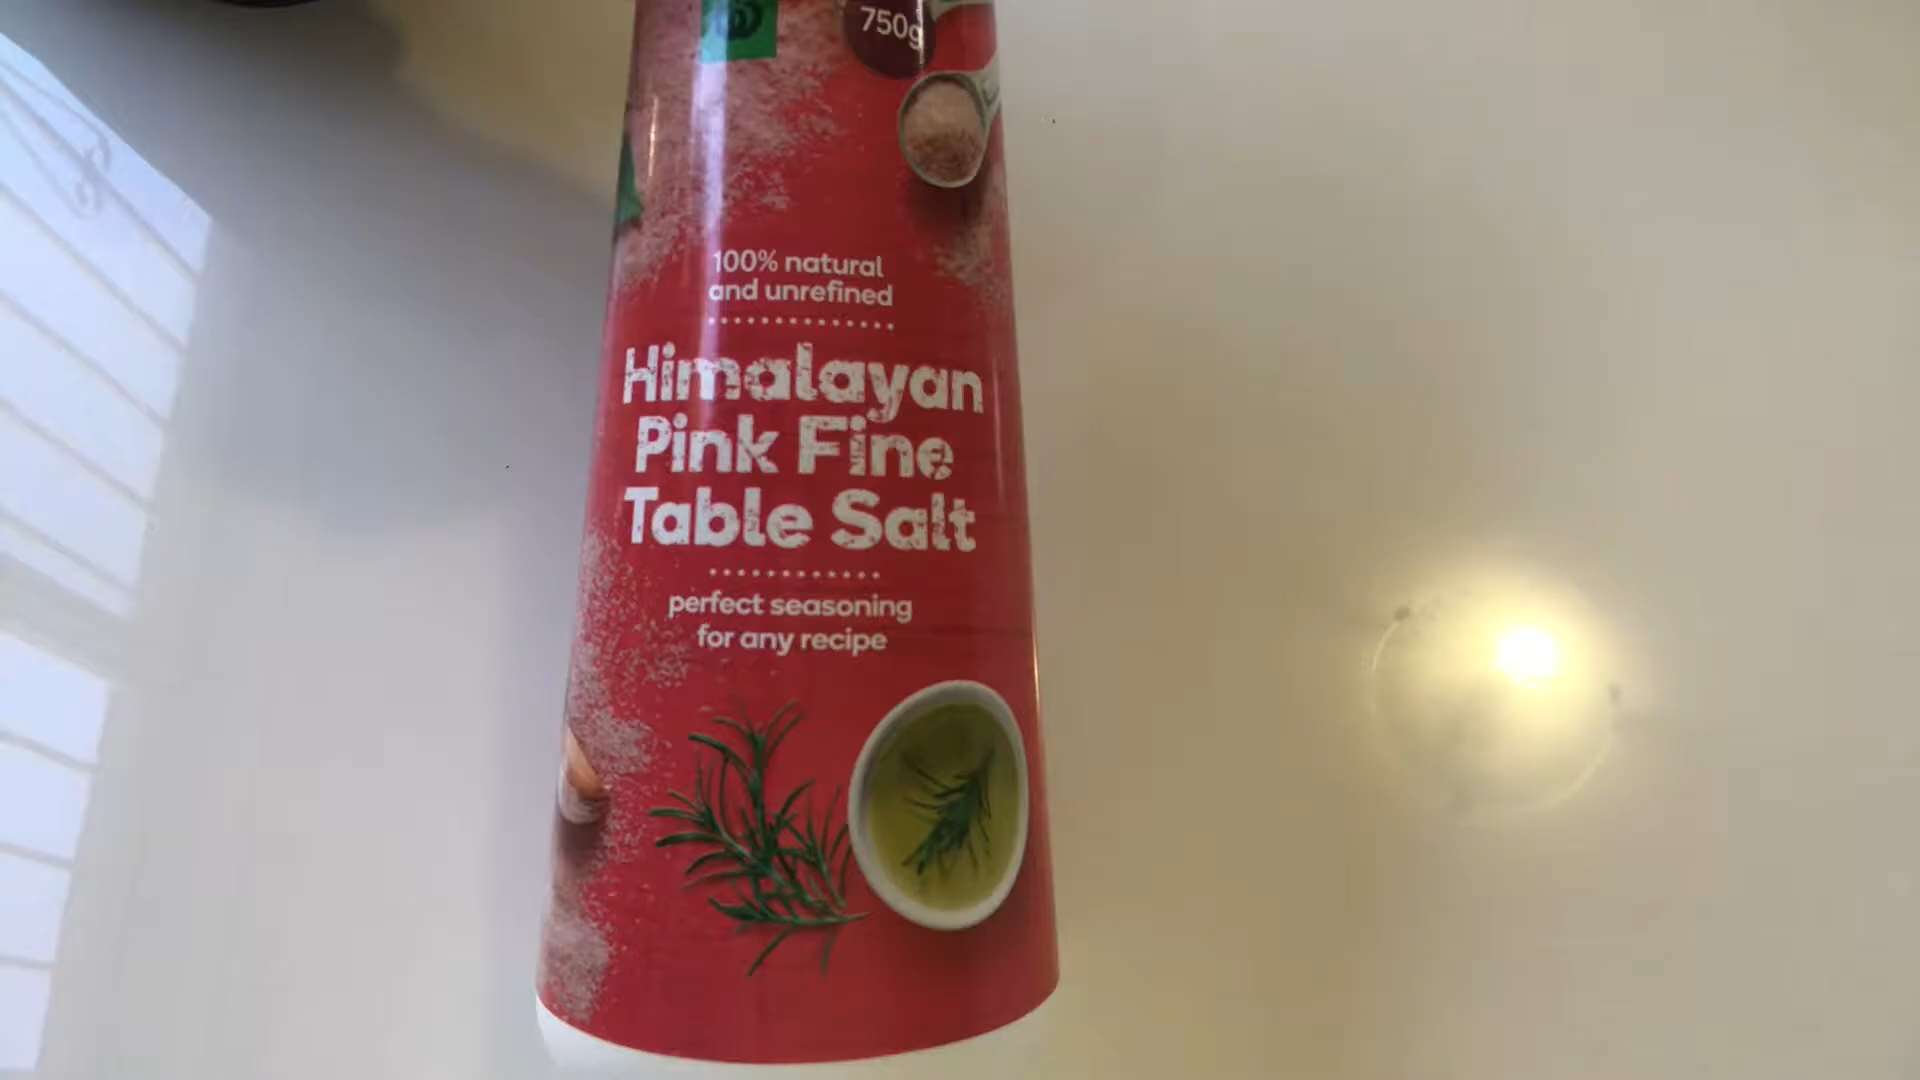 750g
100% natural
and unrefined
Himalayan
Pink Fine
Table Salt
perfect seasoning
for any recipe